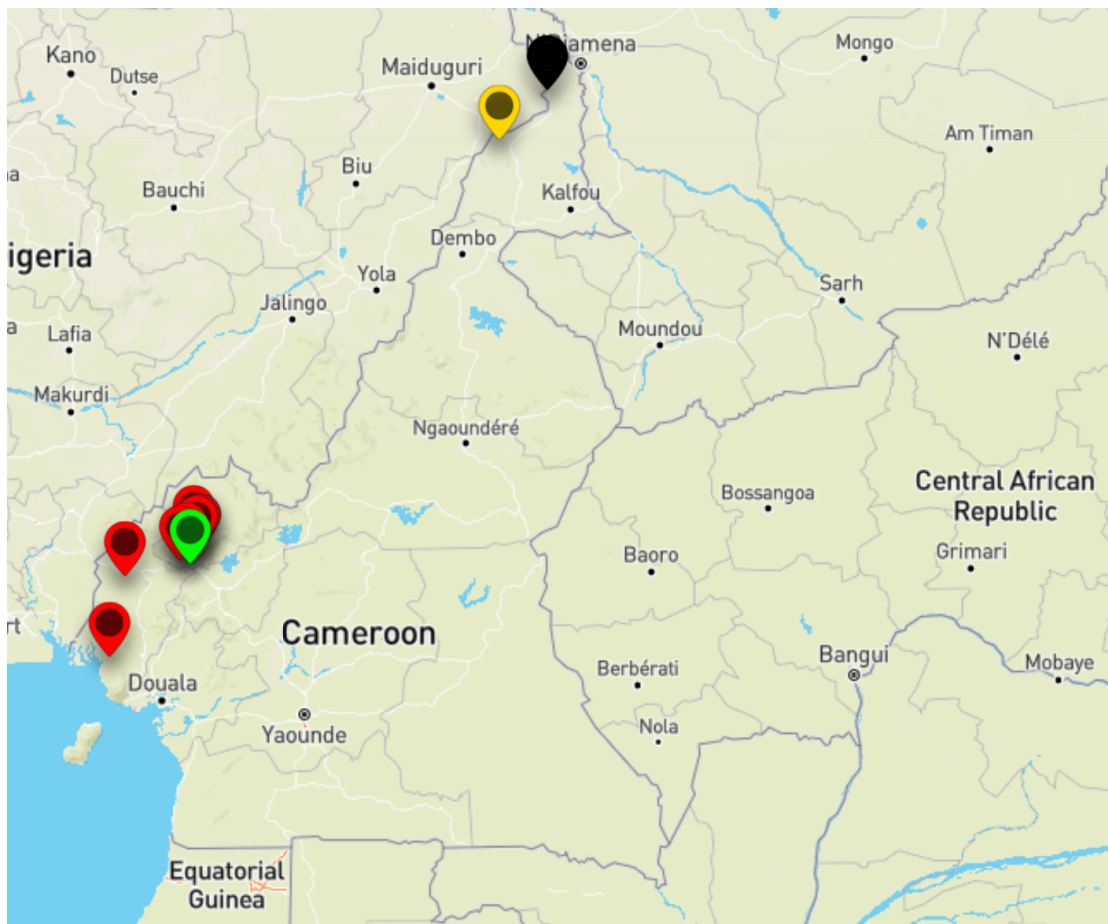 Kano
Dutse
Maiduguri
Mongo
Am Timan
Biu
Bauchi
Kalfou
igeria
Dembo
Yola
Sarh
Jalingo
Lafia
Moundou
N'Délé
Makurdi
Ngaoundéré
Bossangoa
Central African
Republic
Baoro
Grimari
rt
Cameroon
Bangui
Berbérati
Mobaye
Douala
Nola
Yaounde
Equatorial
Guinea